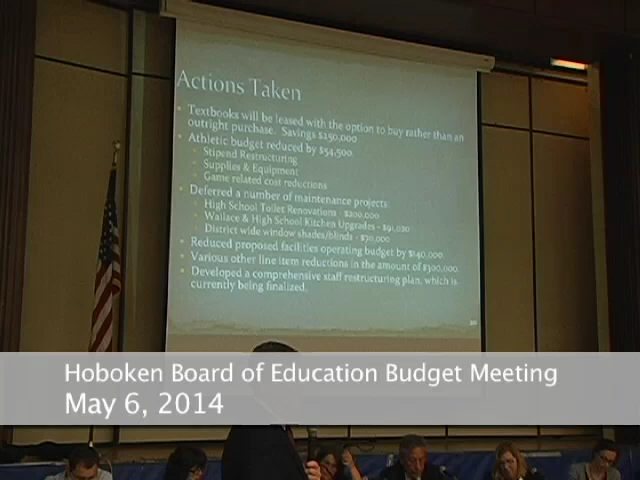 Actions Taken
• Textbooks will be leased with the option to buy rather than an
outright purchase. Savings $250,000
• Athletic budget reduced by $54,500.
• Stipend Restructuring
• Supplies & Equipment
• Game related cost reductions
• Deferred a number of maintenance projects:
• High School Toilet Renovations - $200,000
• Wallace & High School Kitchen Upgrades - $91,020
• District wide window shades/blinds - $70,000
• Reduced proposed facilities operating budget by $140,000
• Various other line item reductions in the amount of $300,000.
• Developed a comprehensive staff restructuring plan, which is
currently being finalized.
Hoboken Board of Education Budget Meeting
May 6, 2014